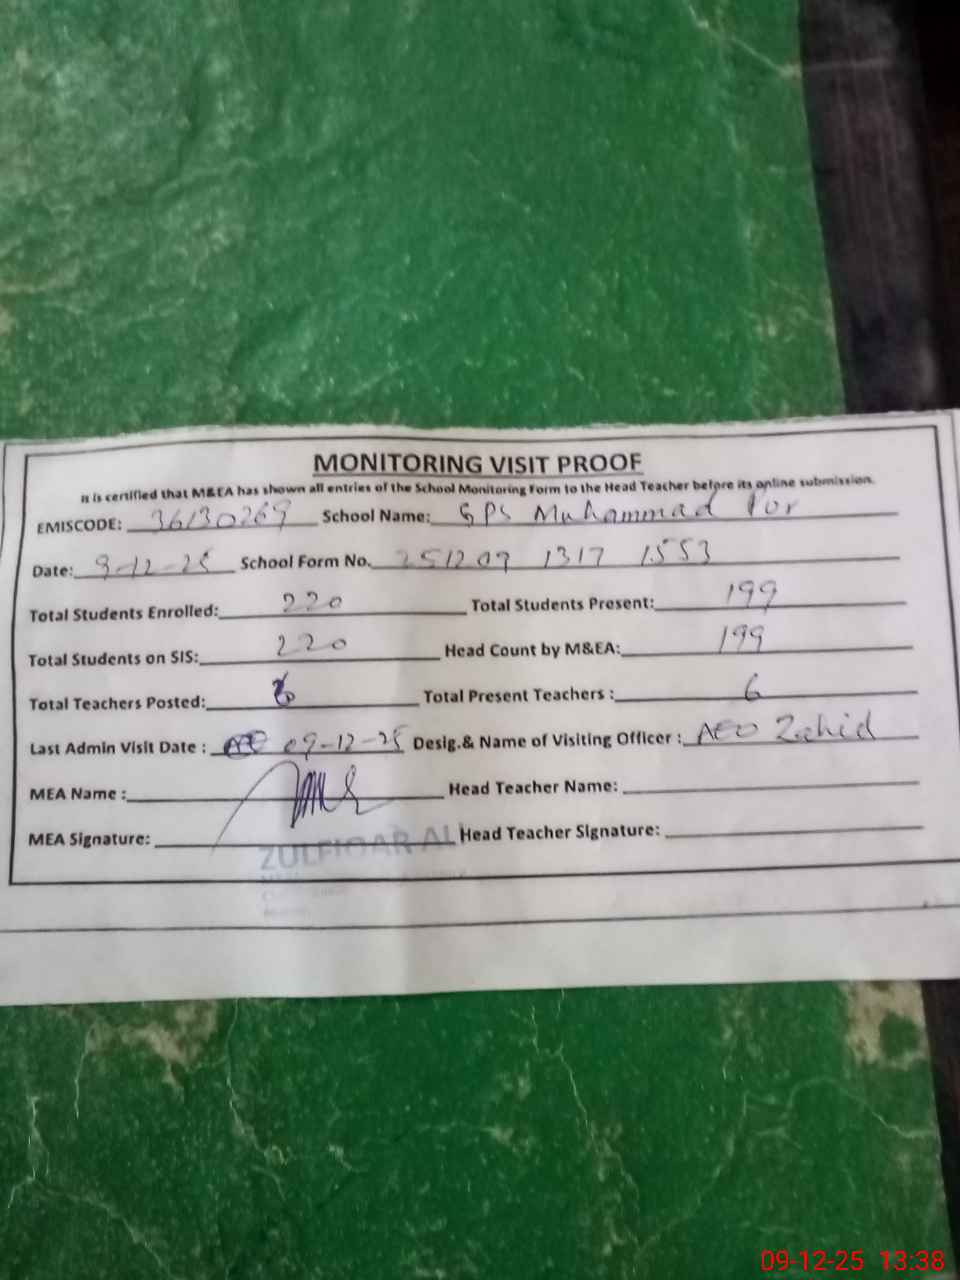 MONITORING VISIT PROOF
It is certified that M&EA has shown all entries of the School Monitoring Form to the Head Teacher before its online submission.
EMISCODE: 36130269 School Name: GPS Muhammad Por
Date: 9-12-25 School Form No. 251209 1317 1553
Total Students Enrolled: 220 Total Students Present: 199
Total Students on SIS: 220 Head Count by M&EA: 199
Total Teachers Posted: 6 Total Present Teachers : 6
Last Admin Visit Date : 09-12-25 Desig.& Name of Visiting Officer : AEO Zahid
MEA Name : Head Teacher Name:
MEA Signature: Head Teacher Signature:
ZULFIQAR ALI
09-12-25 13:38